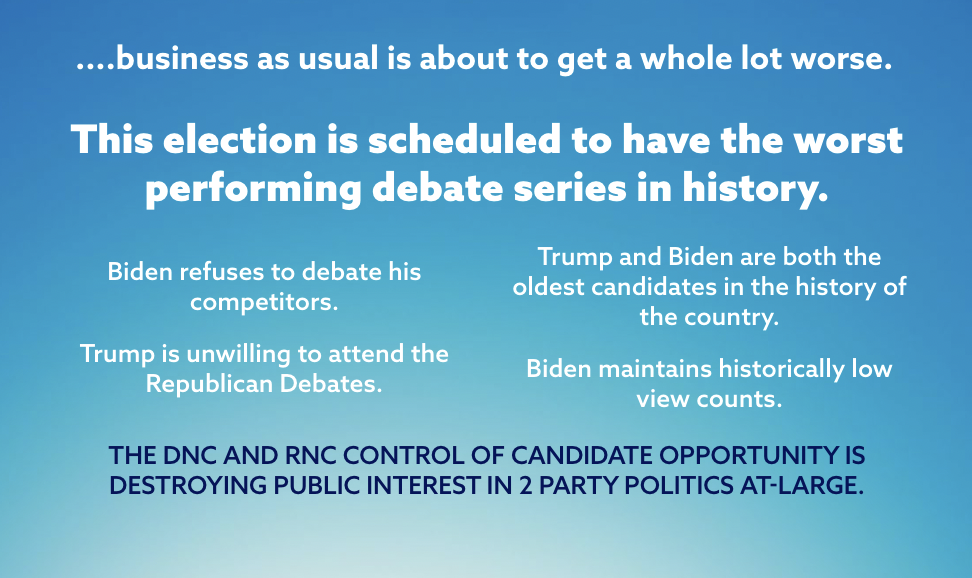 ....business as usual is about to get a whole lot worse.
This election is scheduled to have the worst
performing debate series in history.
Biden refuses to debate his
competitors.
Trump is unwilling to attend the
Republican Debates.
Trump and Biden are both the
oldest candidates in the history of
the country.
Biden maintains historically low
view counts.
THE DNC AND RNC CONTROL OF CANDIDATE OPPORTUNITY IS
DESTROYING PUBLIC INTEREST IN 2 PARTY POLITICS AT-LARGE.